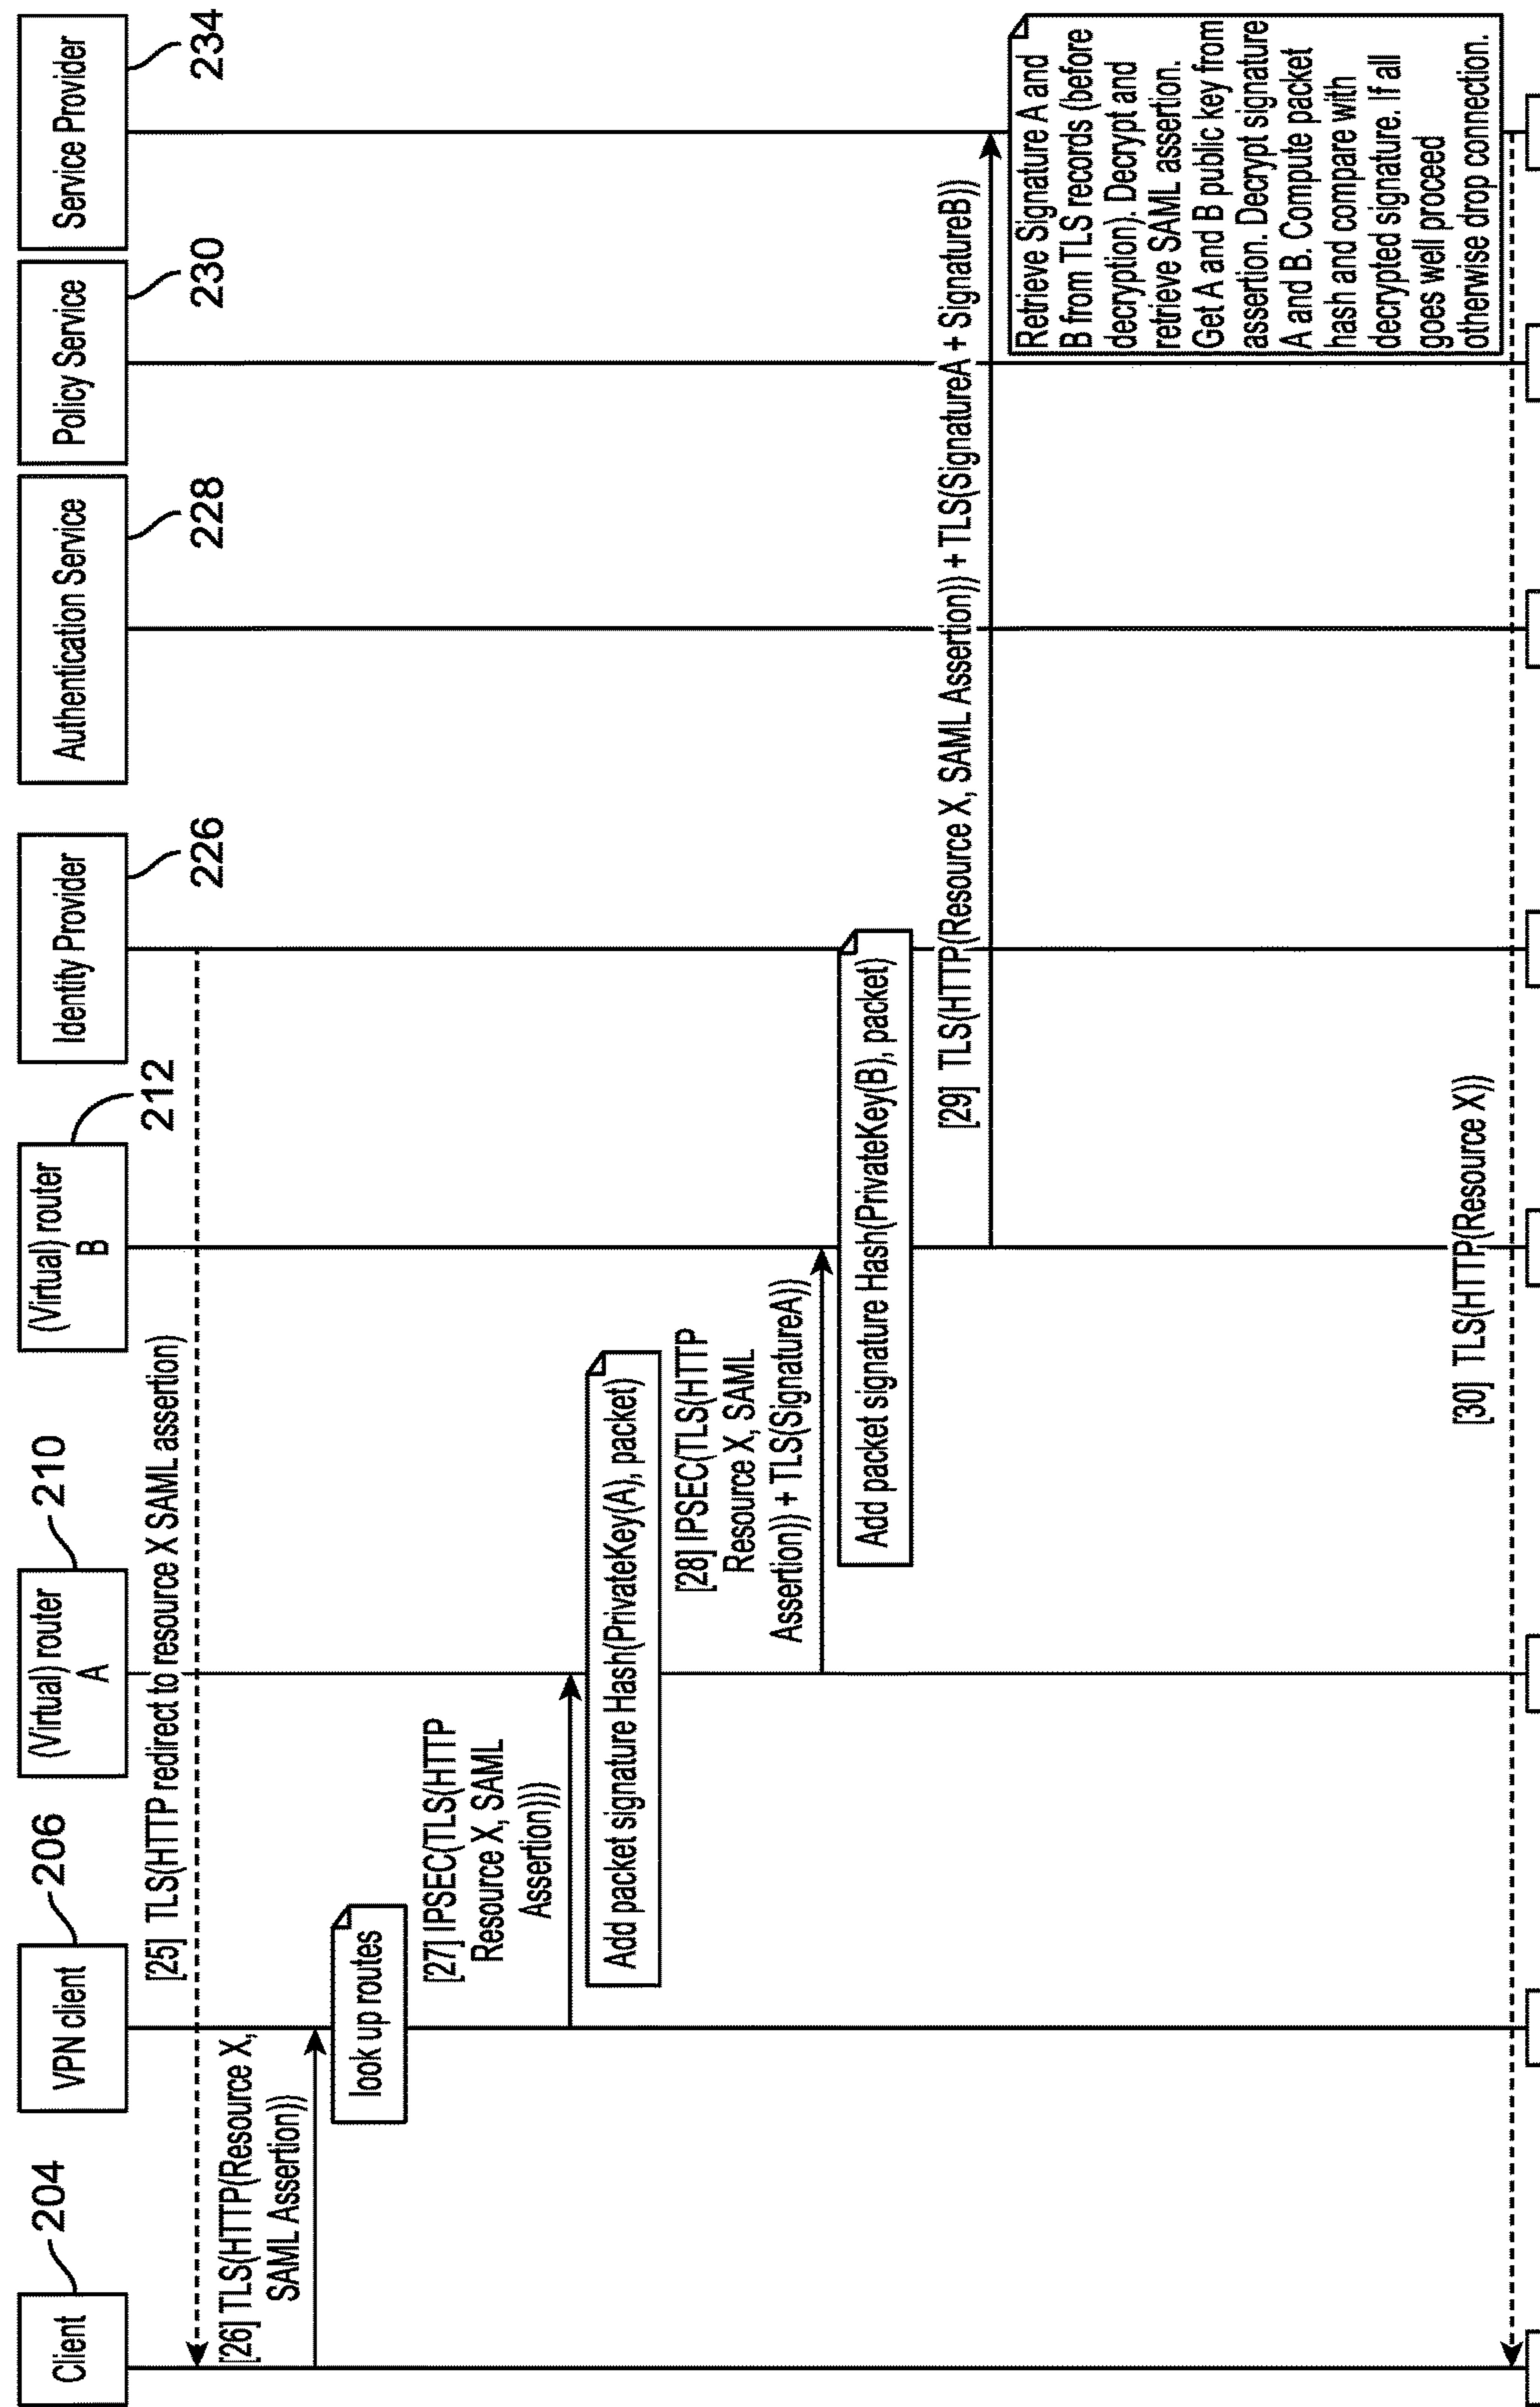 Client
204
VPN client
206
(Virtual) router
A
210
(Virtual) router
B
212
Identity Provider
226
Authentication Service
228
Policy Service
230
Service Provider
234
[25] TLS(HTTP redirect to resource X SAML assertion)
[26] TLS(HTTP(Resource X,
SAML Assertion))
look up routes
[27] IPSEC(TLS(HTTP
Resource X, SAML
Assertion)))
Add packet signature Hash(PrivateKey(A), packet)
[28] IPSEC(TLS(HTTP
Resource X, SAML
Assertion)) + TLS(SignatureA))
Add packet signature Hash(PrivateKey(B), packet)
[29] TLS(HTTP(Resource X, SAML Assertion)) + TLS(SignatureA + SignatureB))
Retrieve Signature A and
B from TLS records (before
decryption). Decrypt and
retrieve SAML assertion.
Get A and B public key from
assertion. Decrypt signature
A and B. Compute packet
hash and compare with
decrypted signature. If all
goes well proceed
otherwise drop connection.
[30] TLS(HTTP(Resource X))